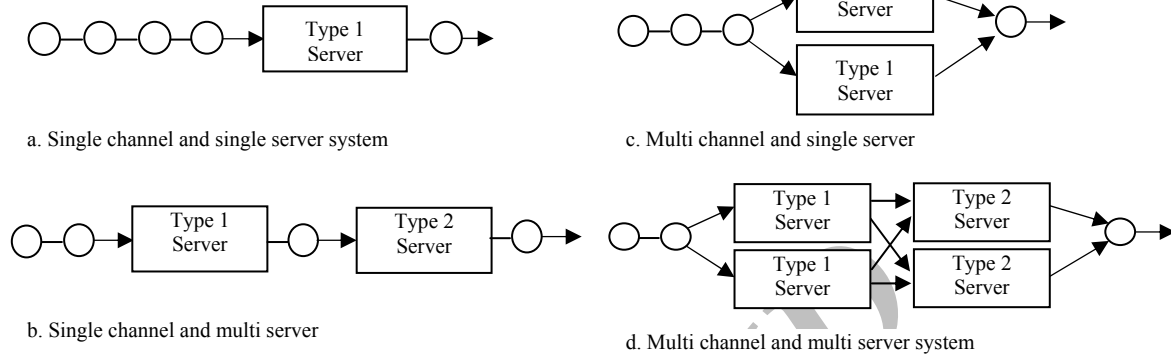 Type 1
Server
a. Single channel and single server system
Server
Type 1
Server
c. Multi channel and single server
Type 1
Server
Type 2
Server
b. Single channel and multi server
Type 1
Server
Type 2
Server
Type 1
Server
Type 2
Server
d. Multi channel and multi server system